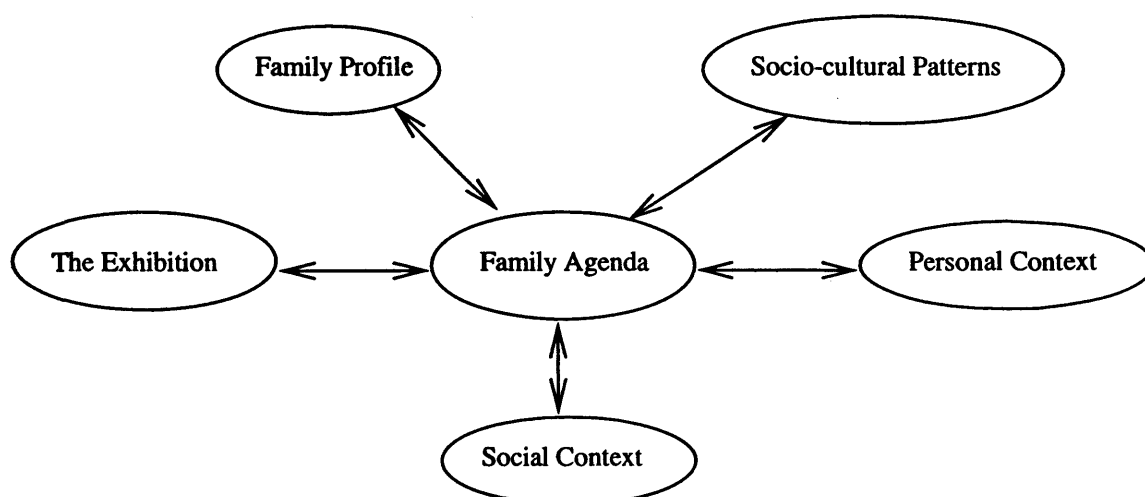 Family Profile
Socio-cultural Patterns
The Exhibition
Family Agenda
Personal Context
Social Context